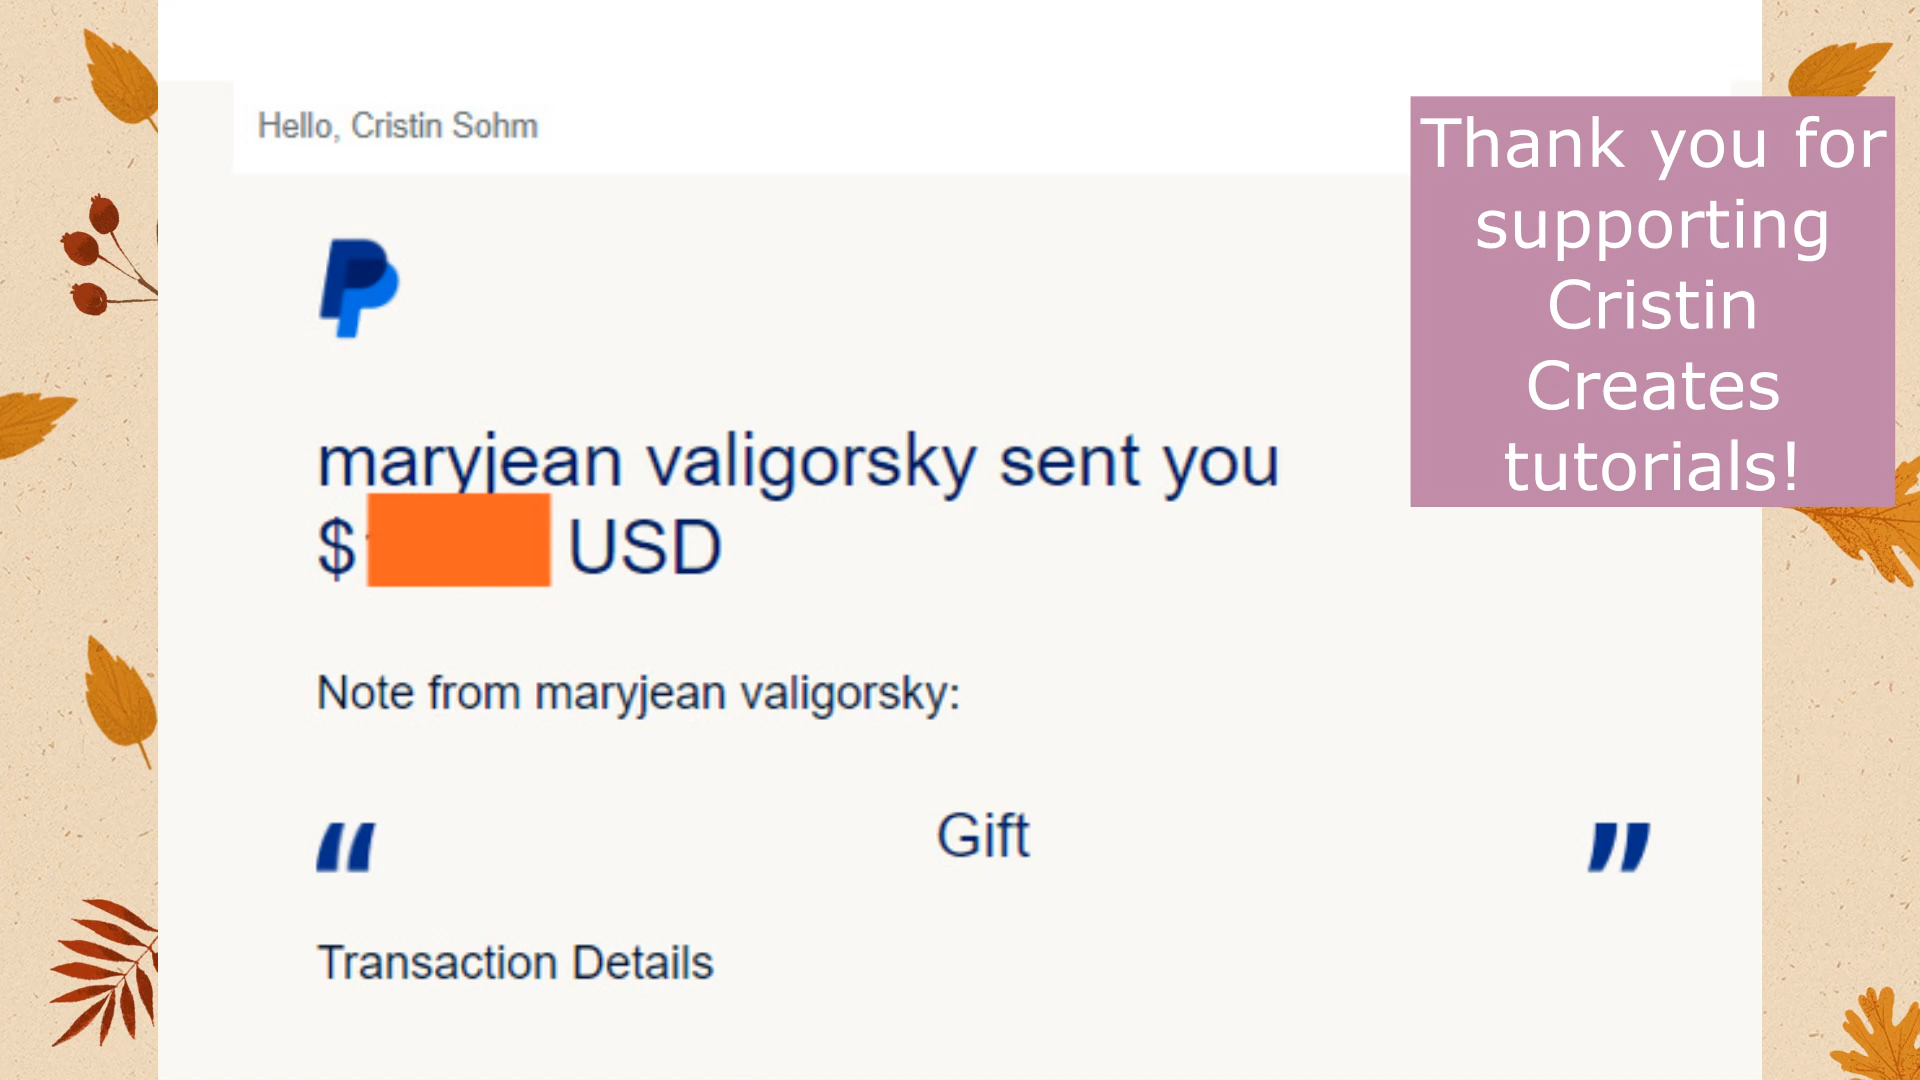 Hello, Cristin Sohm
Thank you for
supporting
Cristin
Creates
tutorials!
maryjean valigorsky sent you
$ USD
Note from maryjean valigorsky:
“ Gift ”
Transaction Details